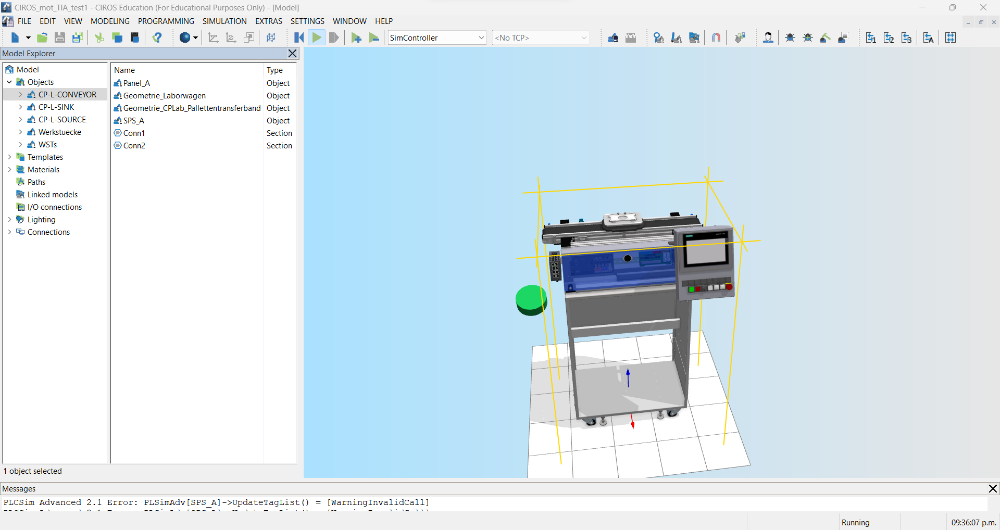 CIROS_mot_TIA_test1 - CIROS Education (For Educational Purposes Only) - [Model]
FILE EDIT VIEW MODELING PROGRAMMING SIMULATION EXTRAS SETTINGS WINDOW HELP
SimController <No TCP> 1 2 3 A
Model Explorer
Model
Objects
CP-L-CONVEYOR
CP-L-SINK
CP-L-SOURCE
Werkstuecke
WSTs
Templates
Materials
Paths
Linked models
I/O connections
Lighting
Connections
Name Type
Panel_A Object
Geometrie_Laborwagen Object
Geometrie_CPLab_Pallettentransferband Object
SPS_A Object
Conn1 Section
Conn2 Section
1 object selected
Messages
PLCSim Advanced 2.1 Error: PLSimAdv[SPS_A]->UpdateTagList() = [WarningInvalidCall]
Running 09:36:07 p.m.